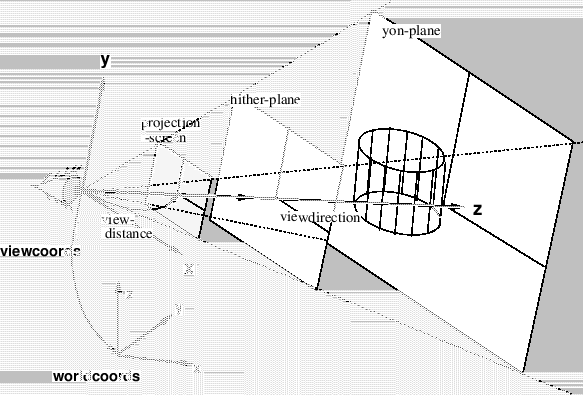 yon-plane
y
hither-plane
projection
-screen
z
viewdirection
view-
distance
viewcoords
x
z
y
x
worldcoords